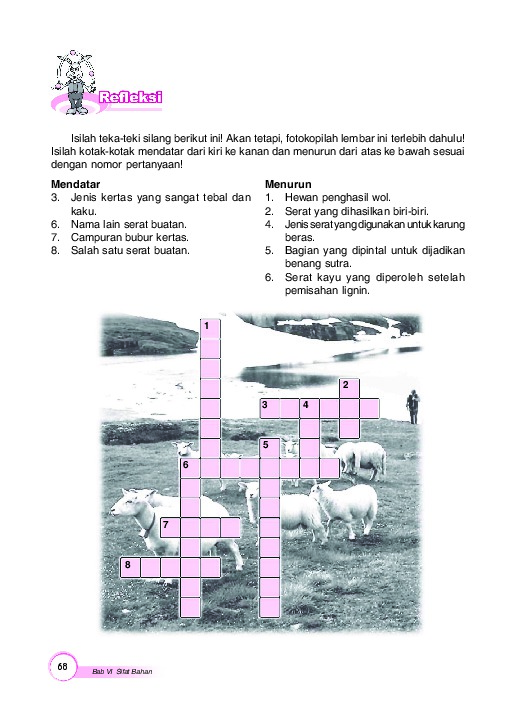 Refleksi
Isilah teka-teki silang berikut ini! Akan tetapi, fotokopilah lembar ini terlebih dahulu!
Isilah kotak-kotak mendatar dari kiri ke kanan dan menurun dari atas ke bawah sesuai
dengan nomor pertanyaan!
Mendatar
3. Jenis kertas yang sangat tebal dan
kaku.
6. Nama lain serat buatan.
7. Campuran bubur kertas.
8. Salah satu serat buatan.
Menurun
1. Hewan penghasil wol.
2. Serat yang dihasilkan biri-biri.
4. Jenis serat yang digunakan untuk karung
beras.
5. Bagian yang dipintal untuk dijadikan
benang sutra.
6. Serat kayu yang diperoleh setelah
pemisahan lignin.
1
2
3 4
5
6
7
8
68
Bab VI Sifat Bahan